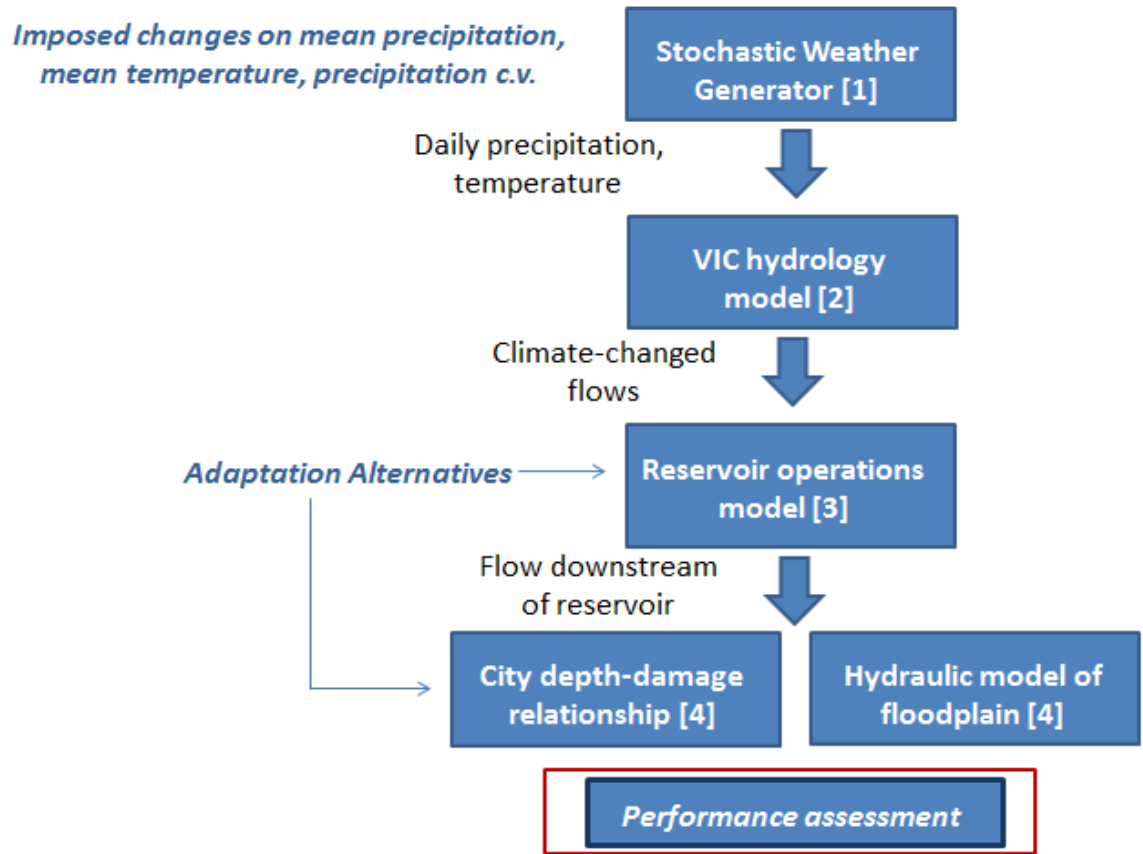 Imposed changes on mean precipitation,
mean temperature, precipitation c.v.
Stochastic Weather
Generator [1]
Daily precipitation,
temperature
VIC hydrology
model [2]
Climate-changed
flows
Adaptation Alternatives
Reservoir operations
model [3]
Flow downstream
of reservoir
City depth-damage
relationship [4]
Hydraulic model of
floodplain [4]
Performance assessment